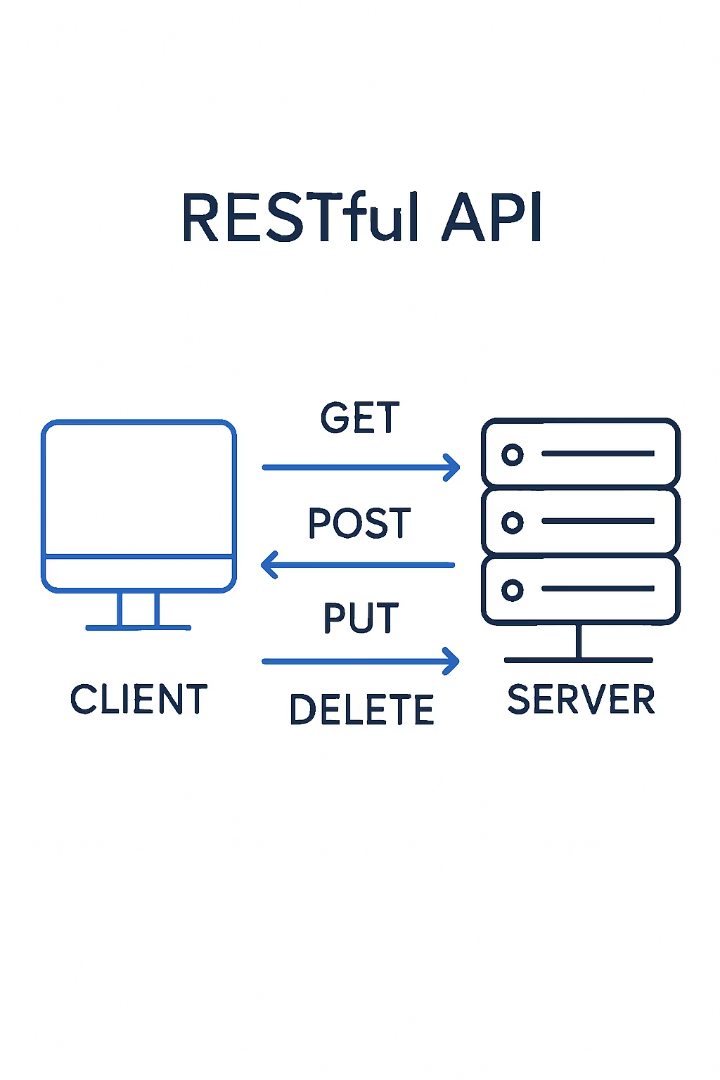 RESTful API
GET
POST
PUT
DELETE
CLIENT
SERVER